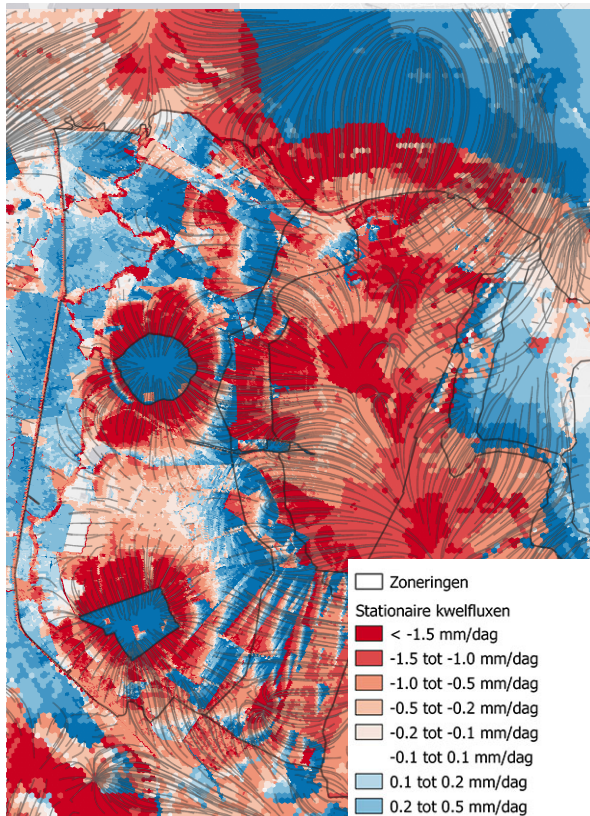 Zoneringen
Stationaire kwelfluxen
< -1.5 mm/dag
-1.5 tot -1.0 mm/dag
-1.0 tot -0.5 mm/dag
-0.5 tot -0.2 mm/dag
-0.2 tot -0.1 mm/dag
-0.1 tot 0.1 mm/dag
0.1 tot 0.2 mm/dag
0.2 tot 0.5 mm/dag